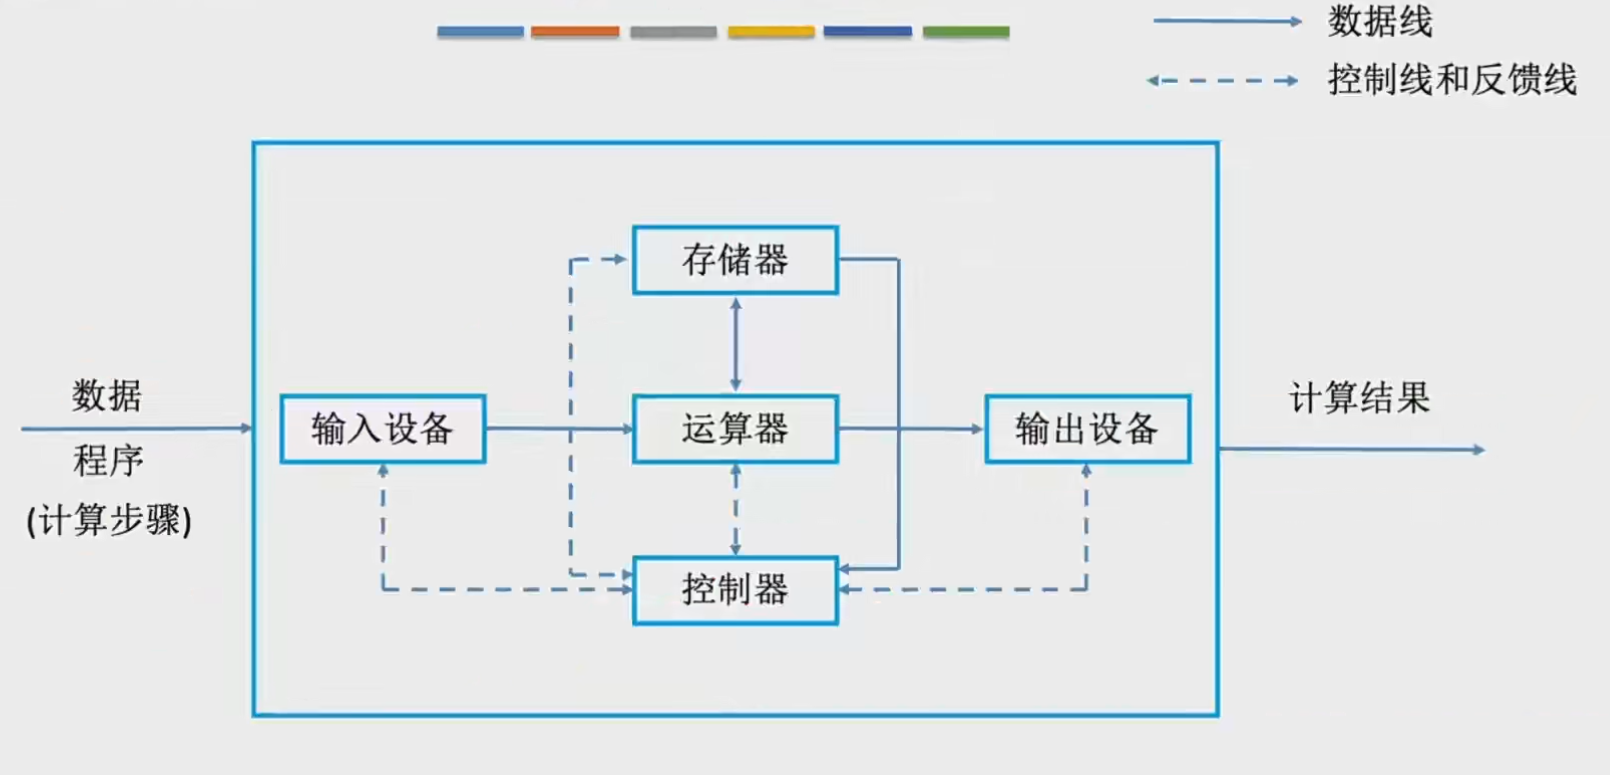 数据线
控制线和反馈线
存储器
数据
程序
(计算步骤)
输入设备
运算器
输出设备
计算结果
控制器